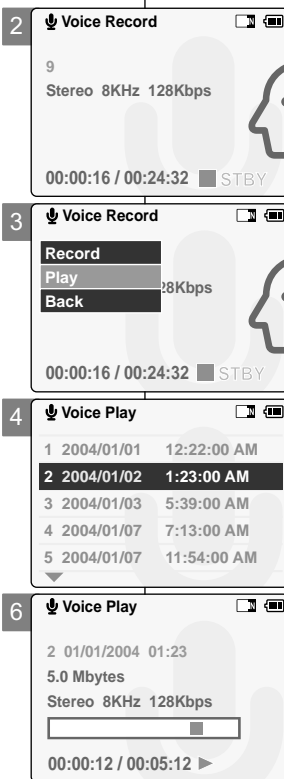 2
Voice Record
N
9
Stereo 8KHz 128Kbps
00:00:16 / 00:24:32 STBY
3
Voice Record
N
Record
Play
28Kbps
Back
00:00:16 / 00:24:32 STBY
4
Voice Play
N
1 2004/01/01 12:22:00 AM
2 2004/01/02 1:23:00 AM
3 2004/01/03 5:39:00 AM
4 2004/01/07 7:13:00 AM
5 2004/01/07 11:54:00 AM
6
Voice Play
N
2 01/01/2004 01:23
5.0 Mbytes
Stereo 8KHz 128Kbps
00:00:12 / 00:05:12